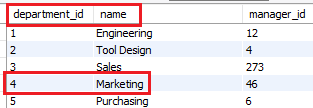 department_id name manager_id
1 Engineering 12
2 Tool Design 4
3 Sales 273
4 Marketing 46
5 Purchasing 6